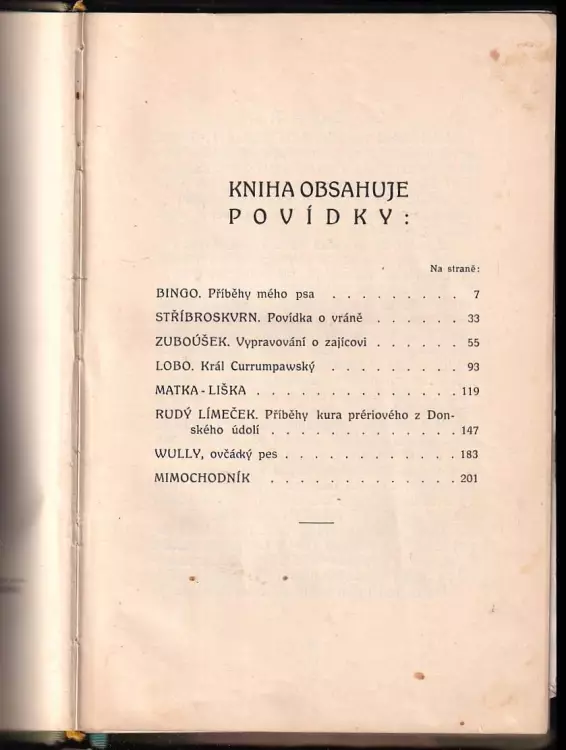 KNIHA OBSAHUJE
POVÍDKY:
Na straně:
BINGO. Příběhy mého psa . . . . . . . . . 7
STŘÍBROSKVRN. Povídka o vráně . . . . . . 33
ZUBOÚŠEK. Vypravování o zajícovi . . . . . . 55
LOBO. Král Currumpawský . . . . . . . . . 93
MATKA-LIŠKA . . . . . . . . . . . . . . 119
RUDÝ LÍMEČEK. Příběhy kura prériového z Don-
ského údolí . . . . . . . . . . . . . 147
WULLY, ovčácký pes . . . . . . . . . . . . 183
MIMOCHODNÍK . . . . . . . . . . . . . 201